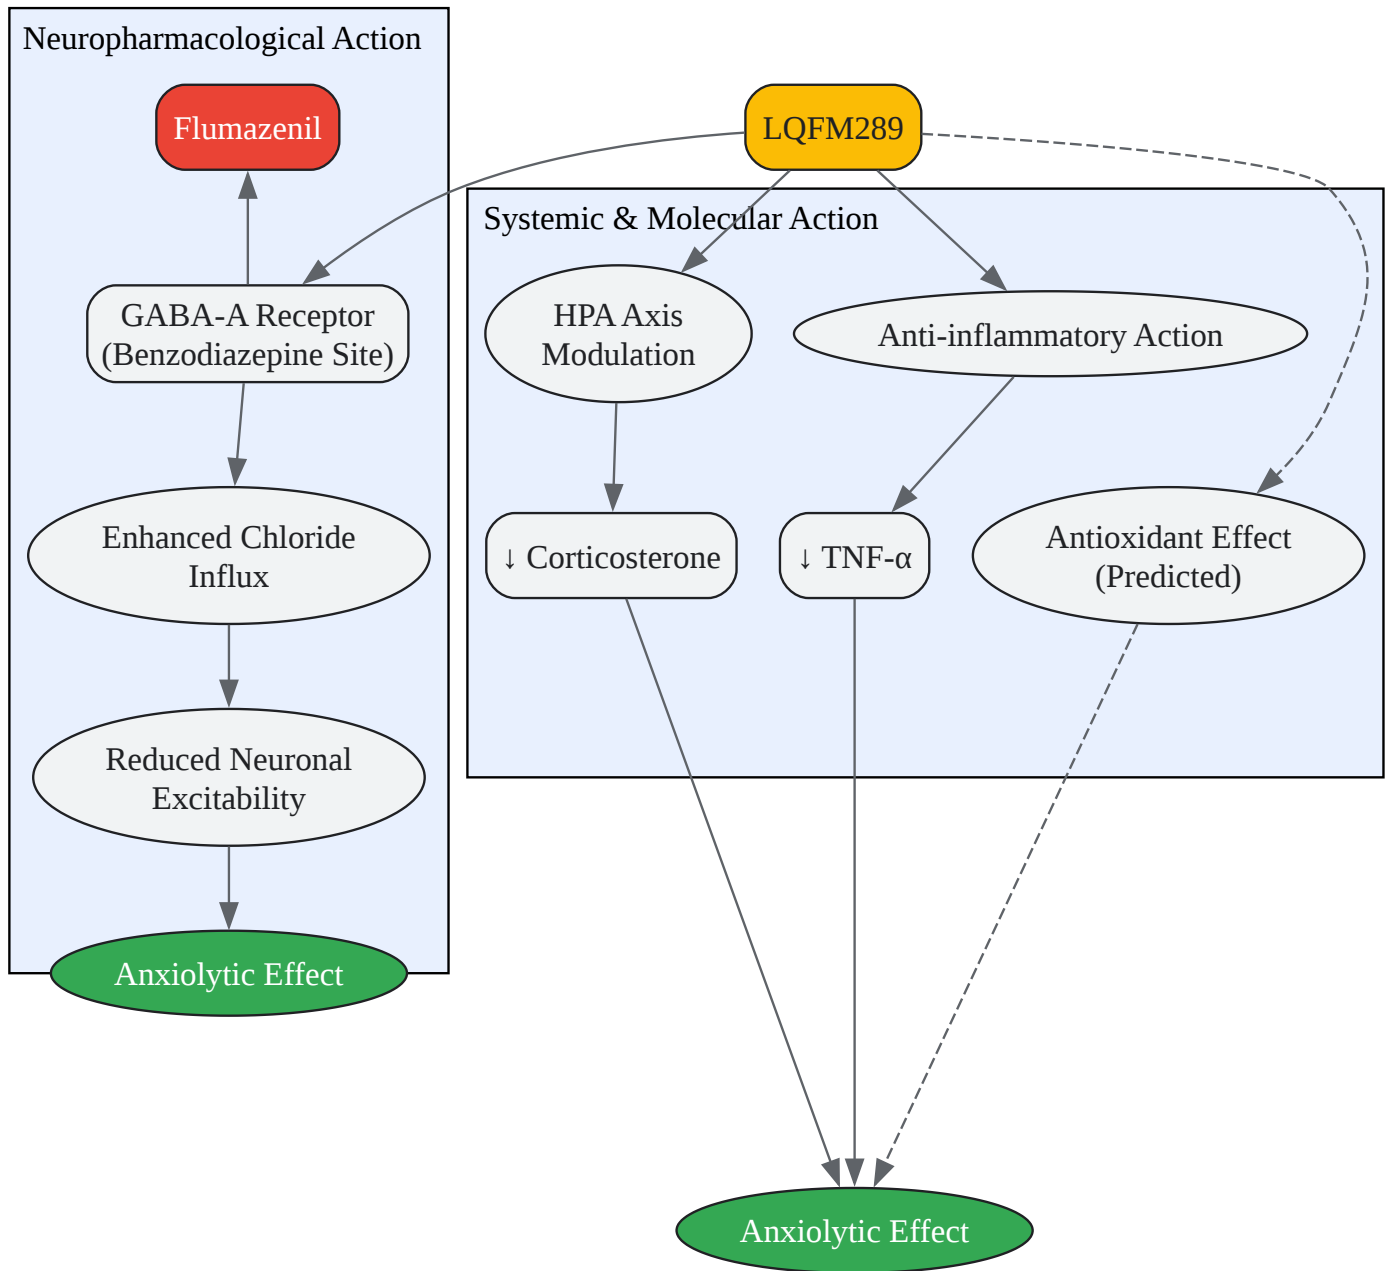 Neuropharmacological Action
Flumazenil
LQFM289
Systemic & Molecular Action
GABA-A Receptor
(Benzodiazepine Site)
HPA Axis
Modulation
Anti-inflammatory Action
Enhanced Chloride
Influx
↓ Corticosterone
↓ TNF-α
Antioxidant Effect
(Predicted)
Reduced Neuronal
Excitability
Anxiolytic Effect
Anxiolytic Effect